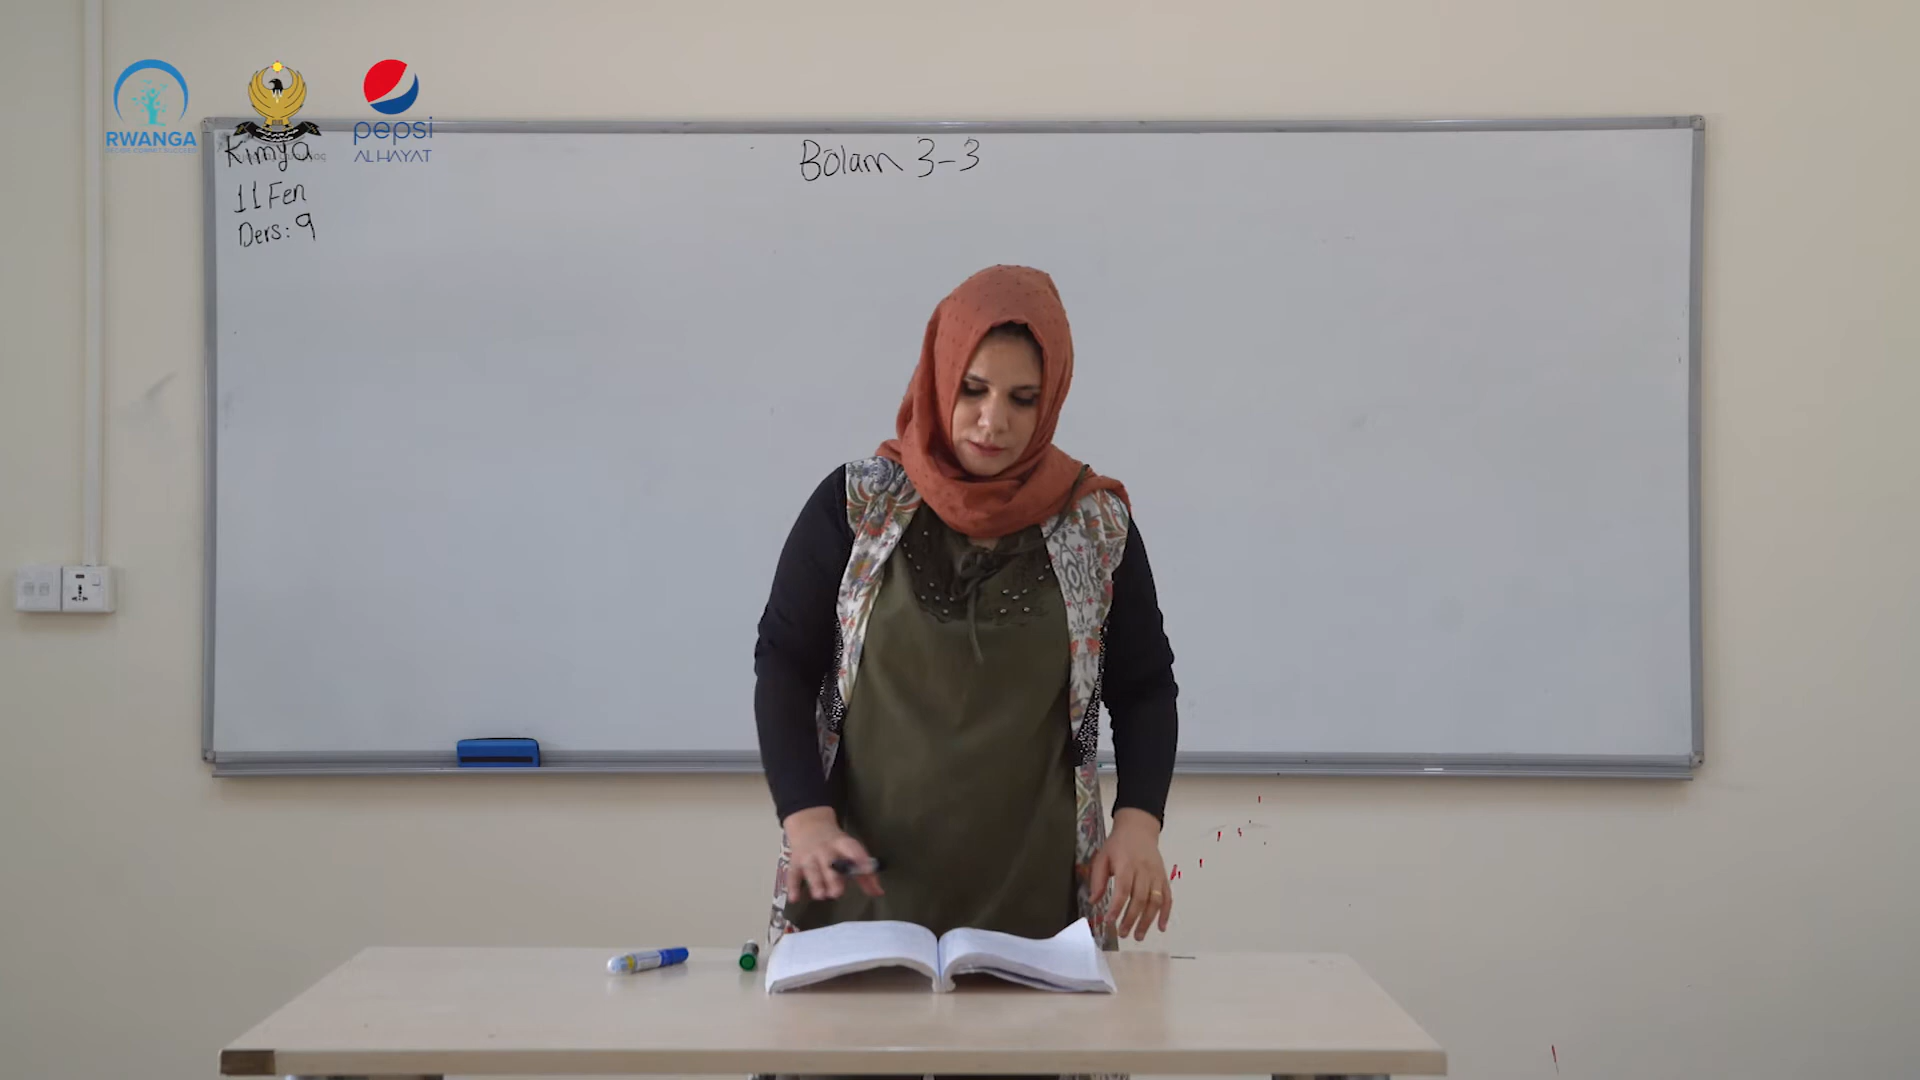 RWANGA
pepsi
AL HAYAT
Kimya
11 Fen
Ders: 9
Bölam 3-3